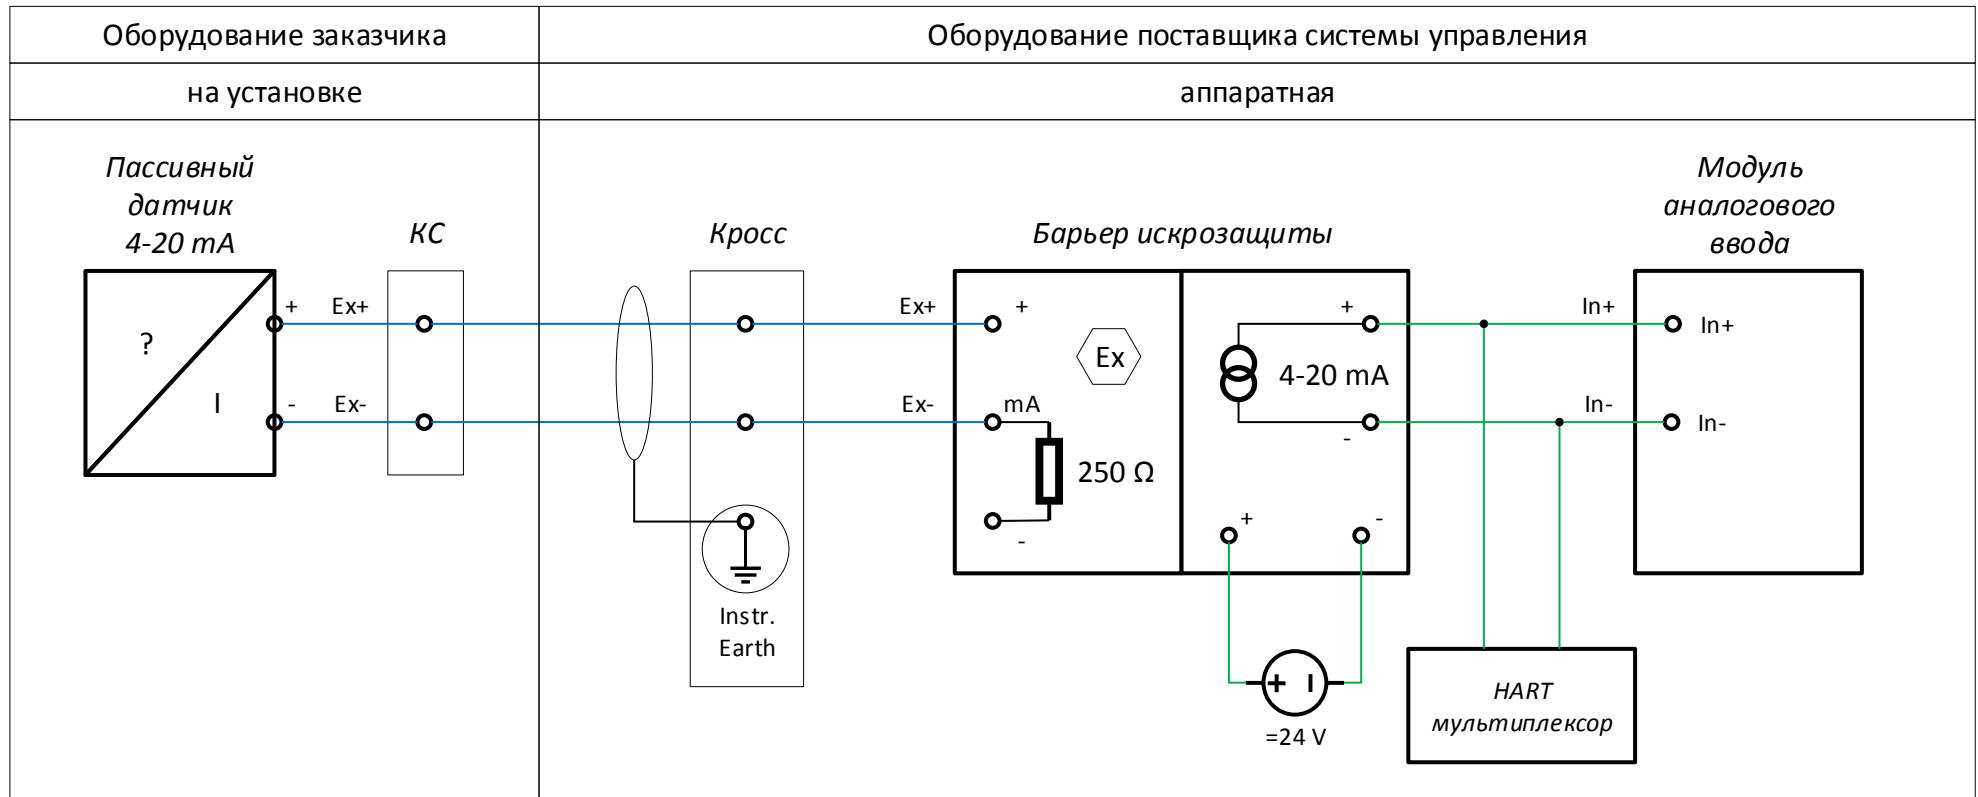 Оборудование заказчика
Оборудование поставщика системы управления
на установке
аппаратная
Пассивный
датчик
4-20 mA
КС
Кросс
Барьер искрозащиты
Модуль
аналогового
ввода
+
Ex+
Ex+
+
+
In+
In+
?
Ex
4-20 mA
I
-
Ex-
Ex-
mA
-
In-
In-
250 Ω
-
+
-
Instr.
Earth
=24 V
HART
мультиплексор